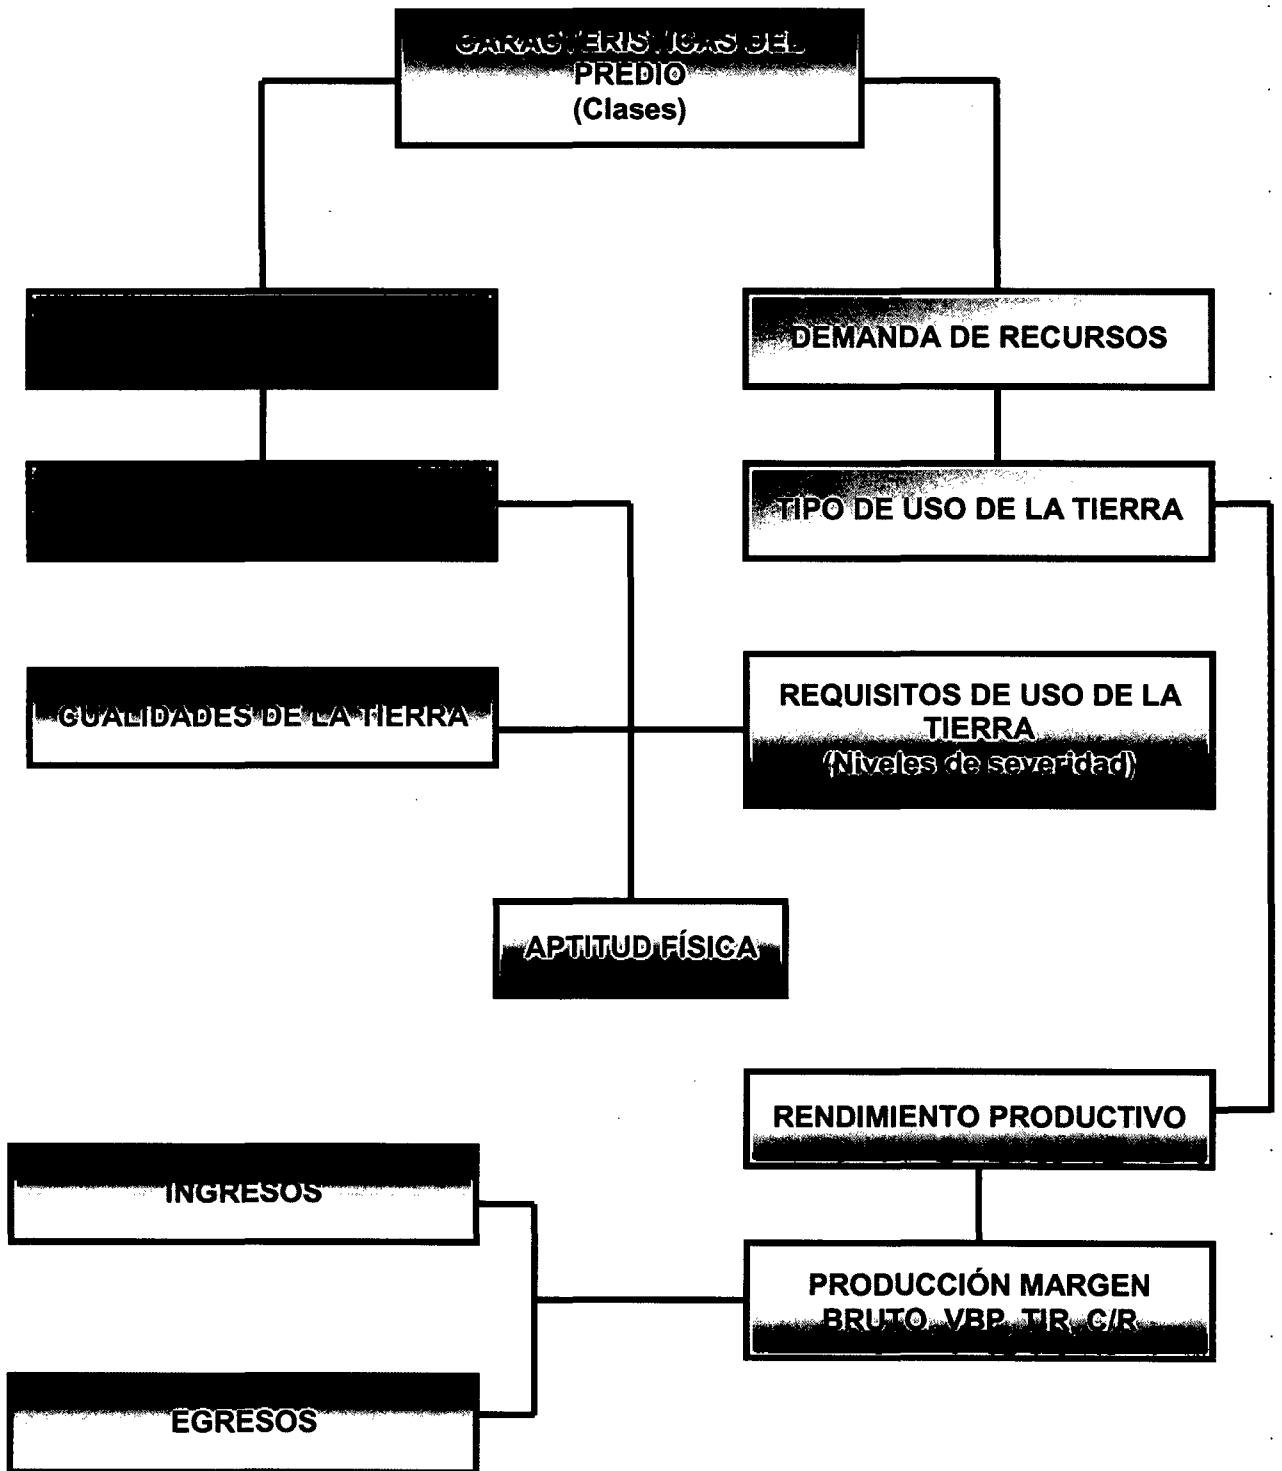 CARACTERISTICAS DEL
PREDIO
(Clases)
DEMANDA DE RECURSOS
TIPO DE USO DE LA TIERRA
CUALIDADES DE LA TIERRA
REQUISITOS DE USO DE LA
TIERRA
(Niveles de severidad)
APTITUD FÍSICA
RENDIMIENTO PRODUCTIVO
INGRESOS
PRODUCCIÓN MARGEN
BRUTO, VBP, TIR, C/R
EGRESOS